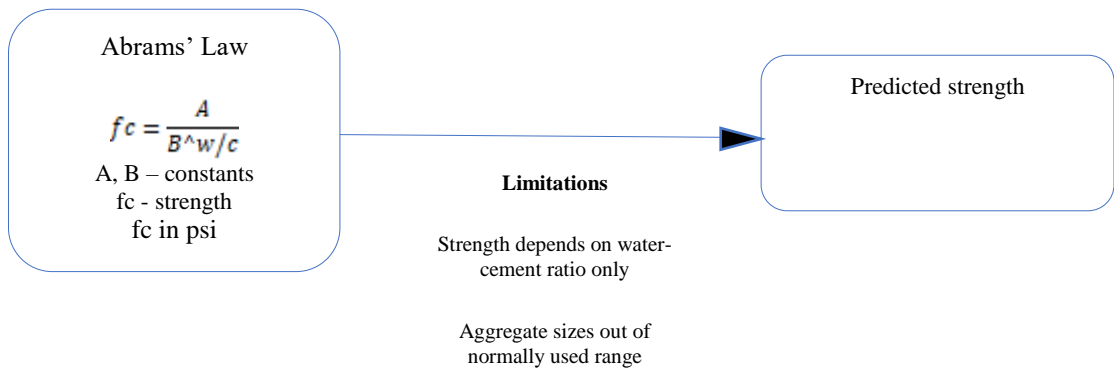 Abrams’ Law
fc = A / B^w/c
A, B – constants
fc - strength
fc in psi
Predicted strength
Limitations
Strength depends on water-
cement ratio only
Aggregate sizes out of
normally used range